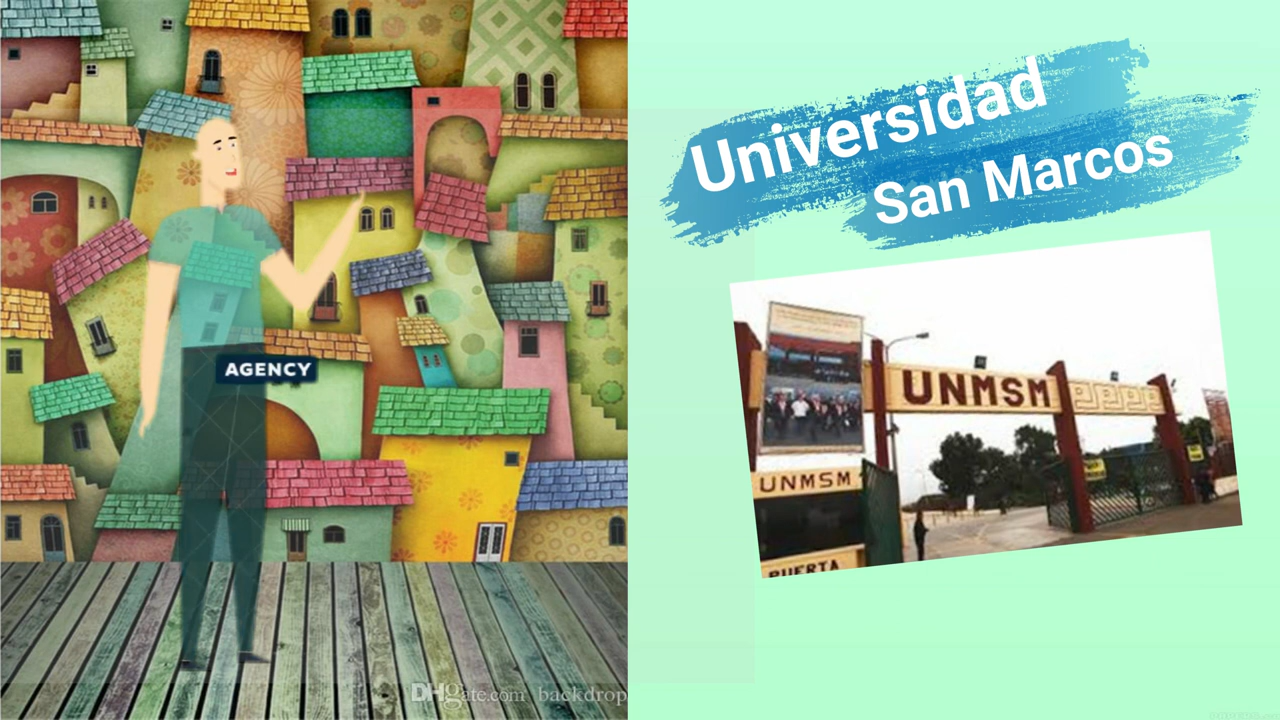 AGENCY
DHgate.com backdrop
Universidad
San Marcos
UNMSM
UNMSM
PUERTA